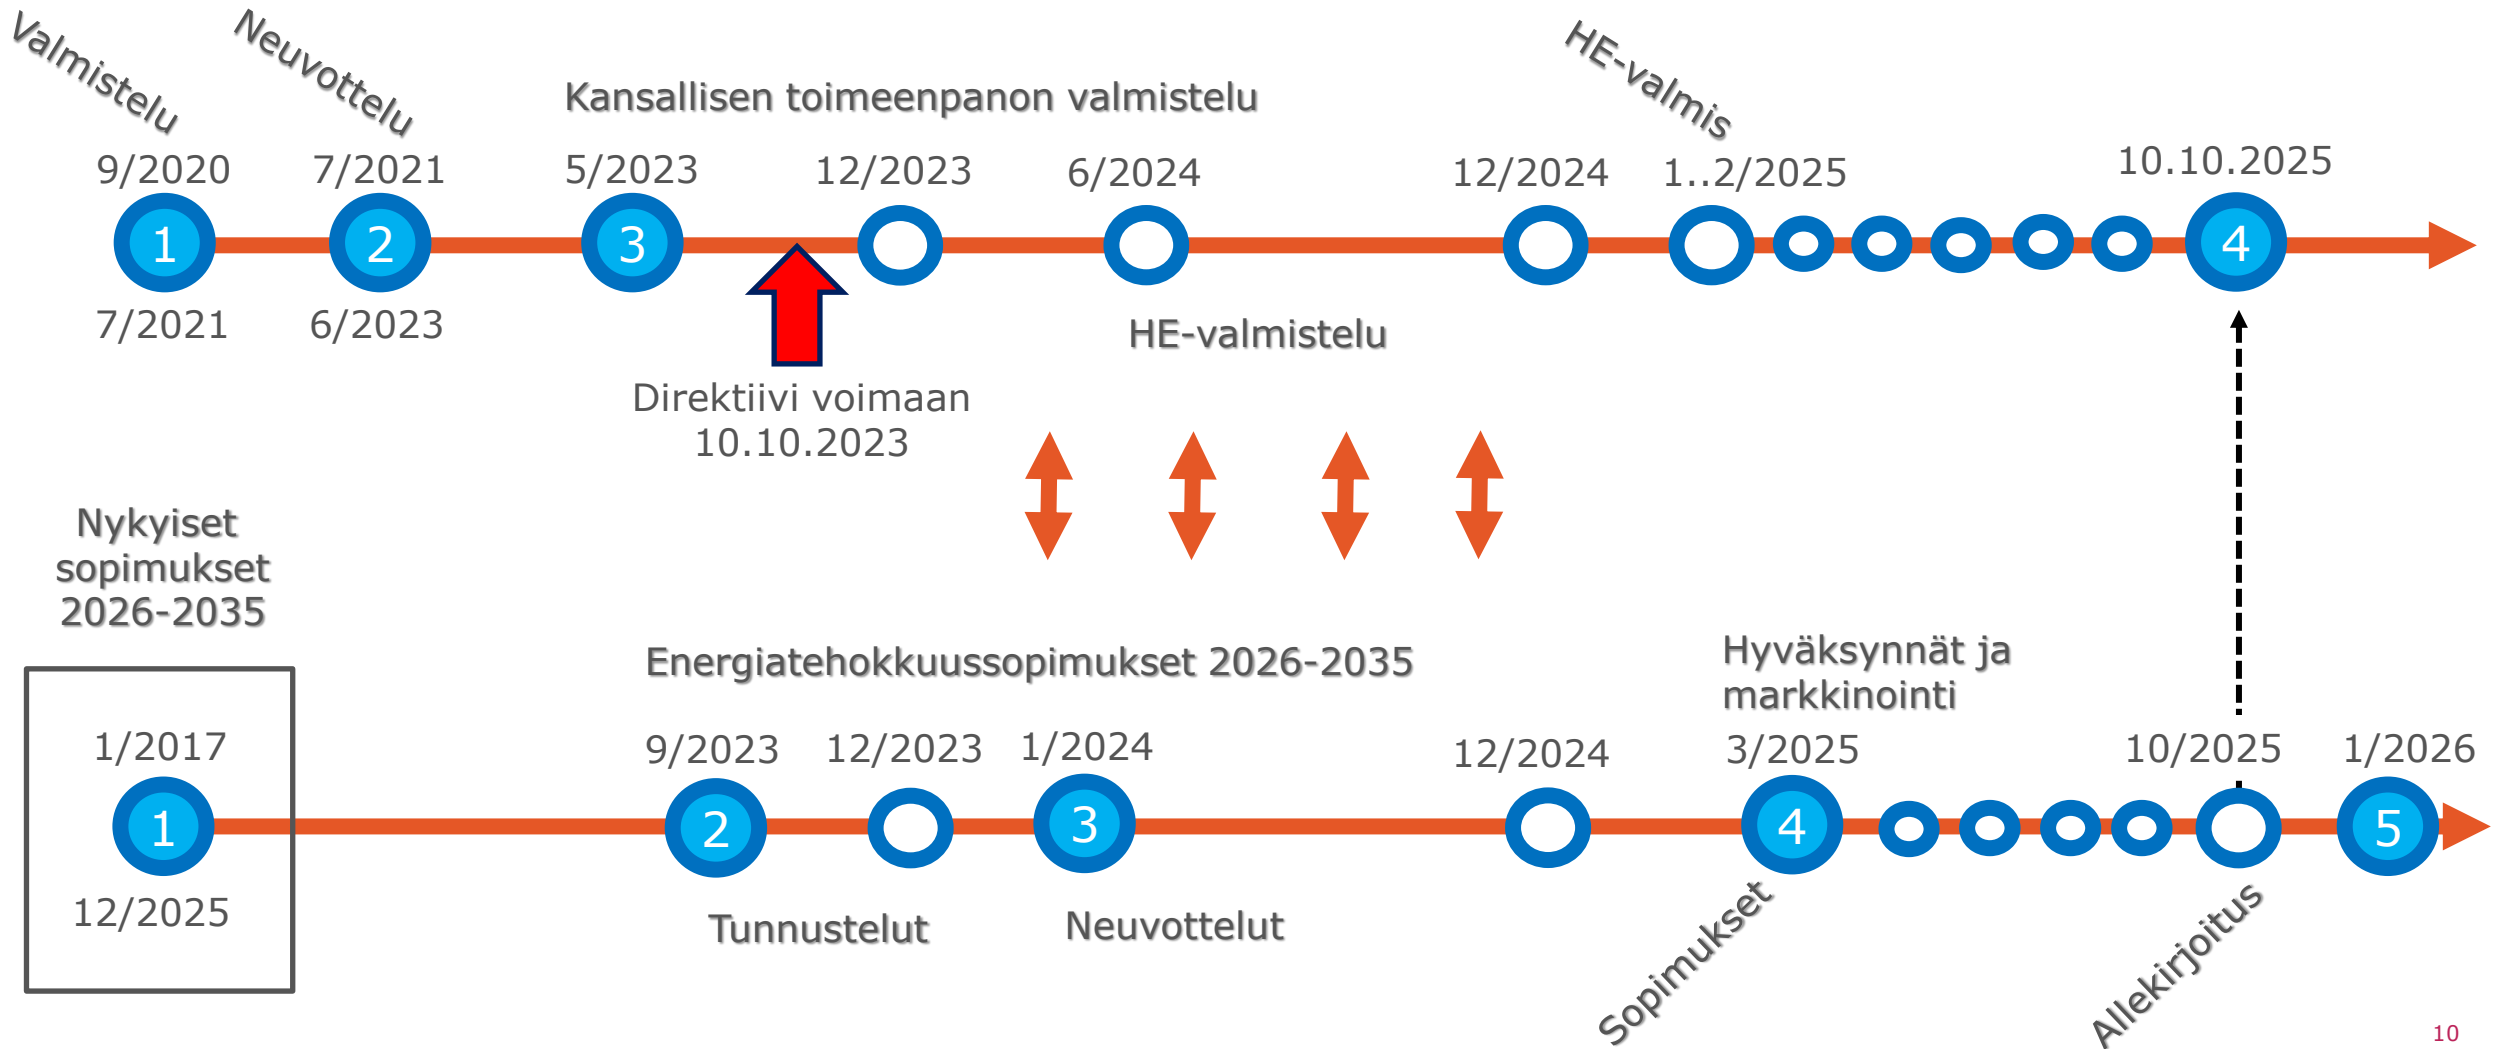 Valmistelu
Neuvottelu
Kansallisen toimeenpanon valmistelu
HE-valmis
9/2020
7/2021
5/2023
12/2023
6/2024
12/2024
1..2/2025
10.10.2025
1
2
3
4
7/2021
6/2023
HE-valmistelu
Direktiivi voimaan
10.10.2023
Nykyiset
sopimukset
2026-2035
Energiatehokkuussopimukset 2026-2035
Hyväksynnät ja
markkinointi
1/2017
9/2023
12/2023
1/2024
12/2024
3/2025
10/2025
1/2026
1
2
3
4
5
12/2025
Tunnustelut
Neuvottelut
Sopimukset
Allekirjoitus
10